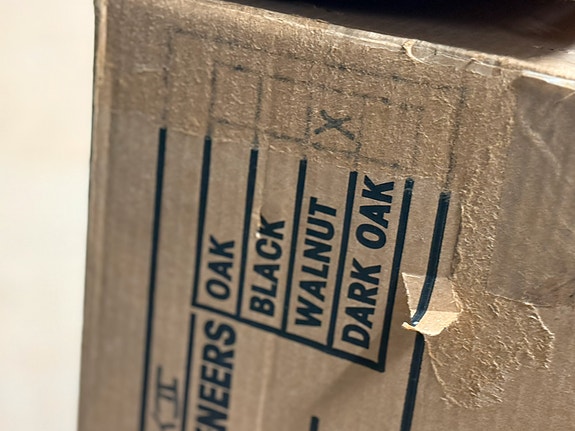 OAK
BLACK
WALNUT X
DARK OAK
NEERS